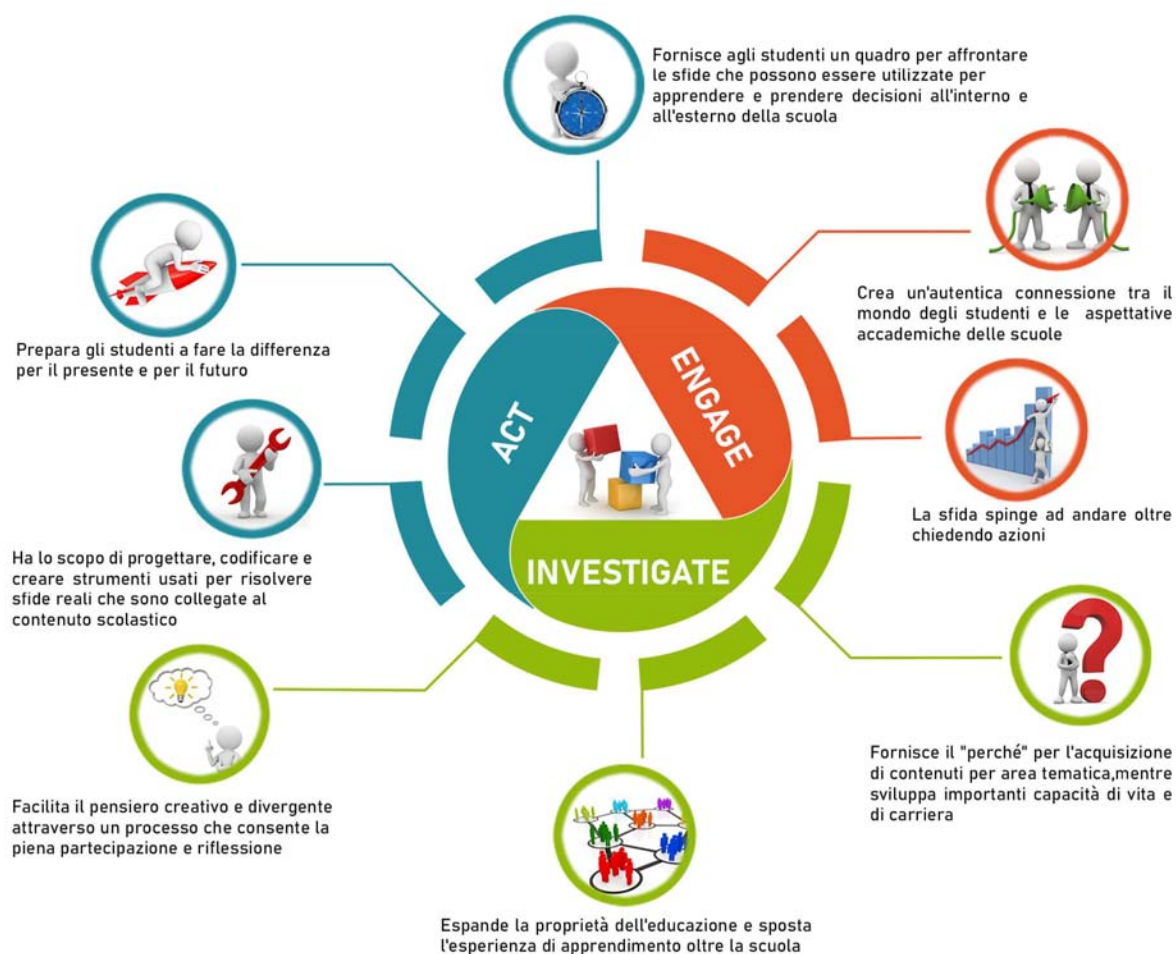 Fornisce agli studenti un quadro per affrontare
le sfide che possono essere utilizzate per
apprendere e prendere decisioni all'interno e
all'esterno della scuola
Crea un'autentica connessione tra il
mondo degli studenti e le aspettative
accademiche delle scuole
Prepara gli studenti a fare la differenza
per il presente e per il futuro
ACT
ENGAGE
INVESTIGATE
La sfida spinge ad andare oltre
chiedendo azioni
Ha lo scopo di progettare, codificare e
creare strumenti usati per risolvere
sfide reali che sono collegate al
contenuto scolastico
Fornisce il "perché" per l'acquisizione
di contenuti per area tematica,mentre
sviluppa importanti capacità di vita e
di carriera
Facilita il pensiero creativo e divergente
attraverso un processo che consente la
piena partecipazione e riflessione
Espande la proprietà dell'educazione e sposta
l'esperienza di apprendimento oltre la scuola